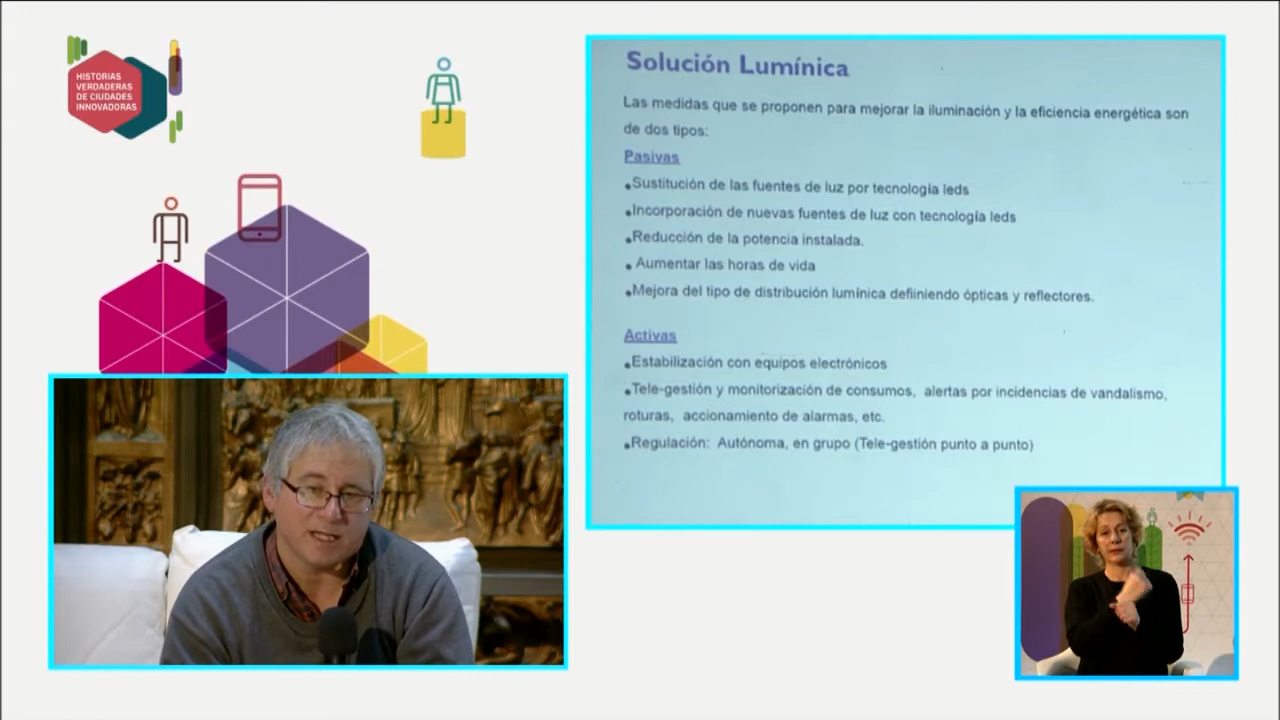 HISTORIAS
VERDADERAS
DE CIUDADES
INNOVADORAS
Solución Lumínica
Las medidas que se proponen para mejorar la iluminación y la eficiencia energética son
de dos tipos:
Pasivas
•Sustitución de las fuentes de luz por tecnología leds
•Incorporación de nuevas fuentes de luz con tecnología leds
•Reducción de la potencia instalada.
• Aumentar las horas de vida
•Mejora del tipo de distribución lumínica defiiniendo ópticas y reflectores.
Activas
•Estabilización con equipos electrónicos
•Tele-gestión y monitorización de consumos, alertas por incidencias de vandalismo,
roturas, accionamiento de alarmas, etc.
•Regulación: Autónoma, en grupo (Tele-gestión punto a punto)